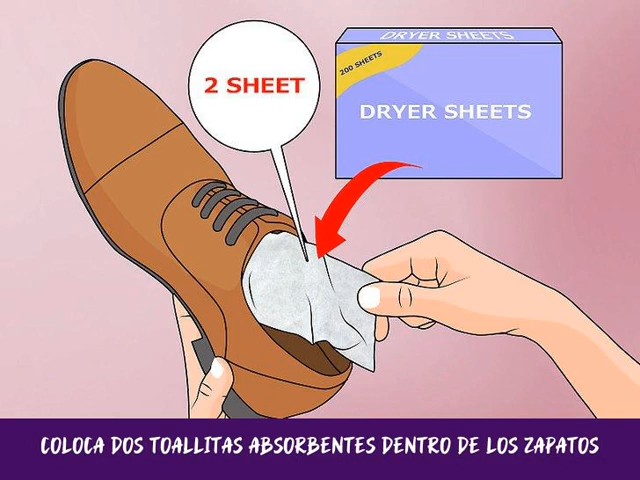 DRYER SHEETS
200 SHEETS
DRYER SHEETS
2 SHEET
COLOCA DOS TOALLITAS ABSORBENTES DENTRO DE LOS ZAPATOS